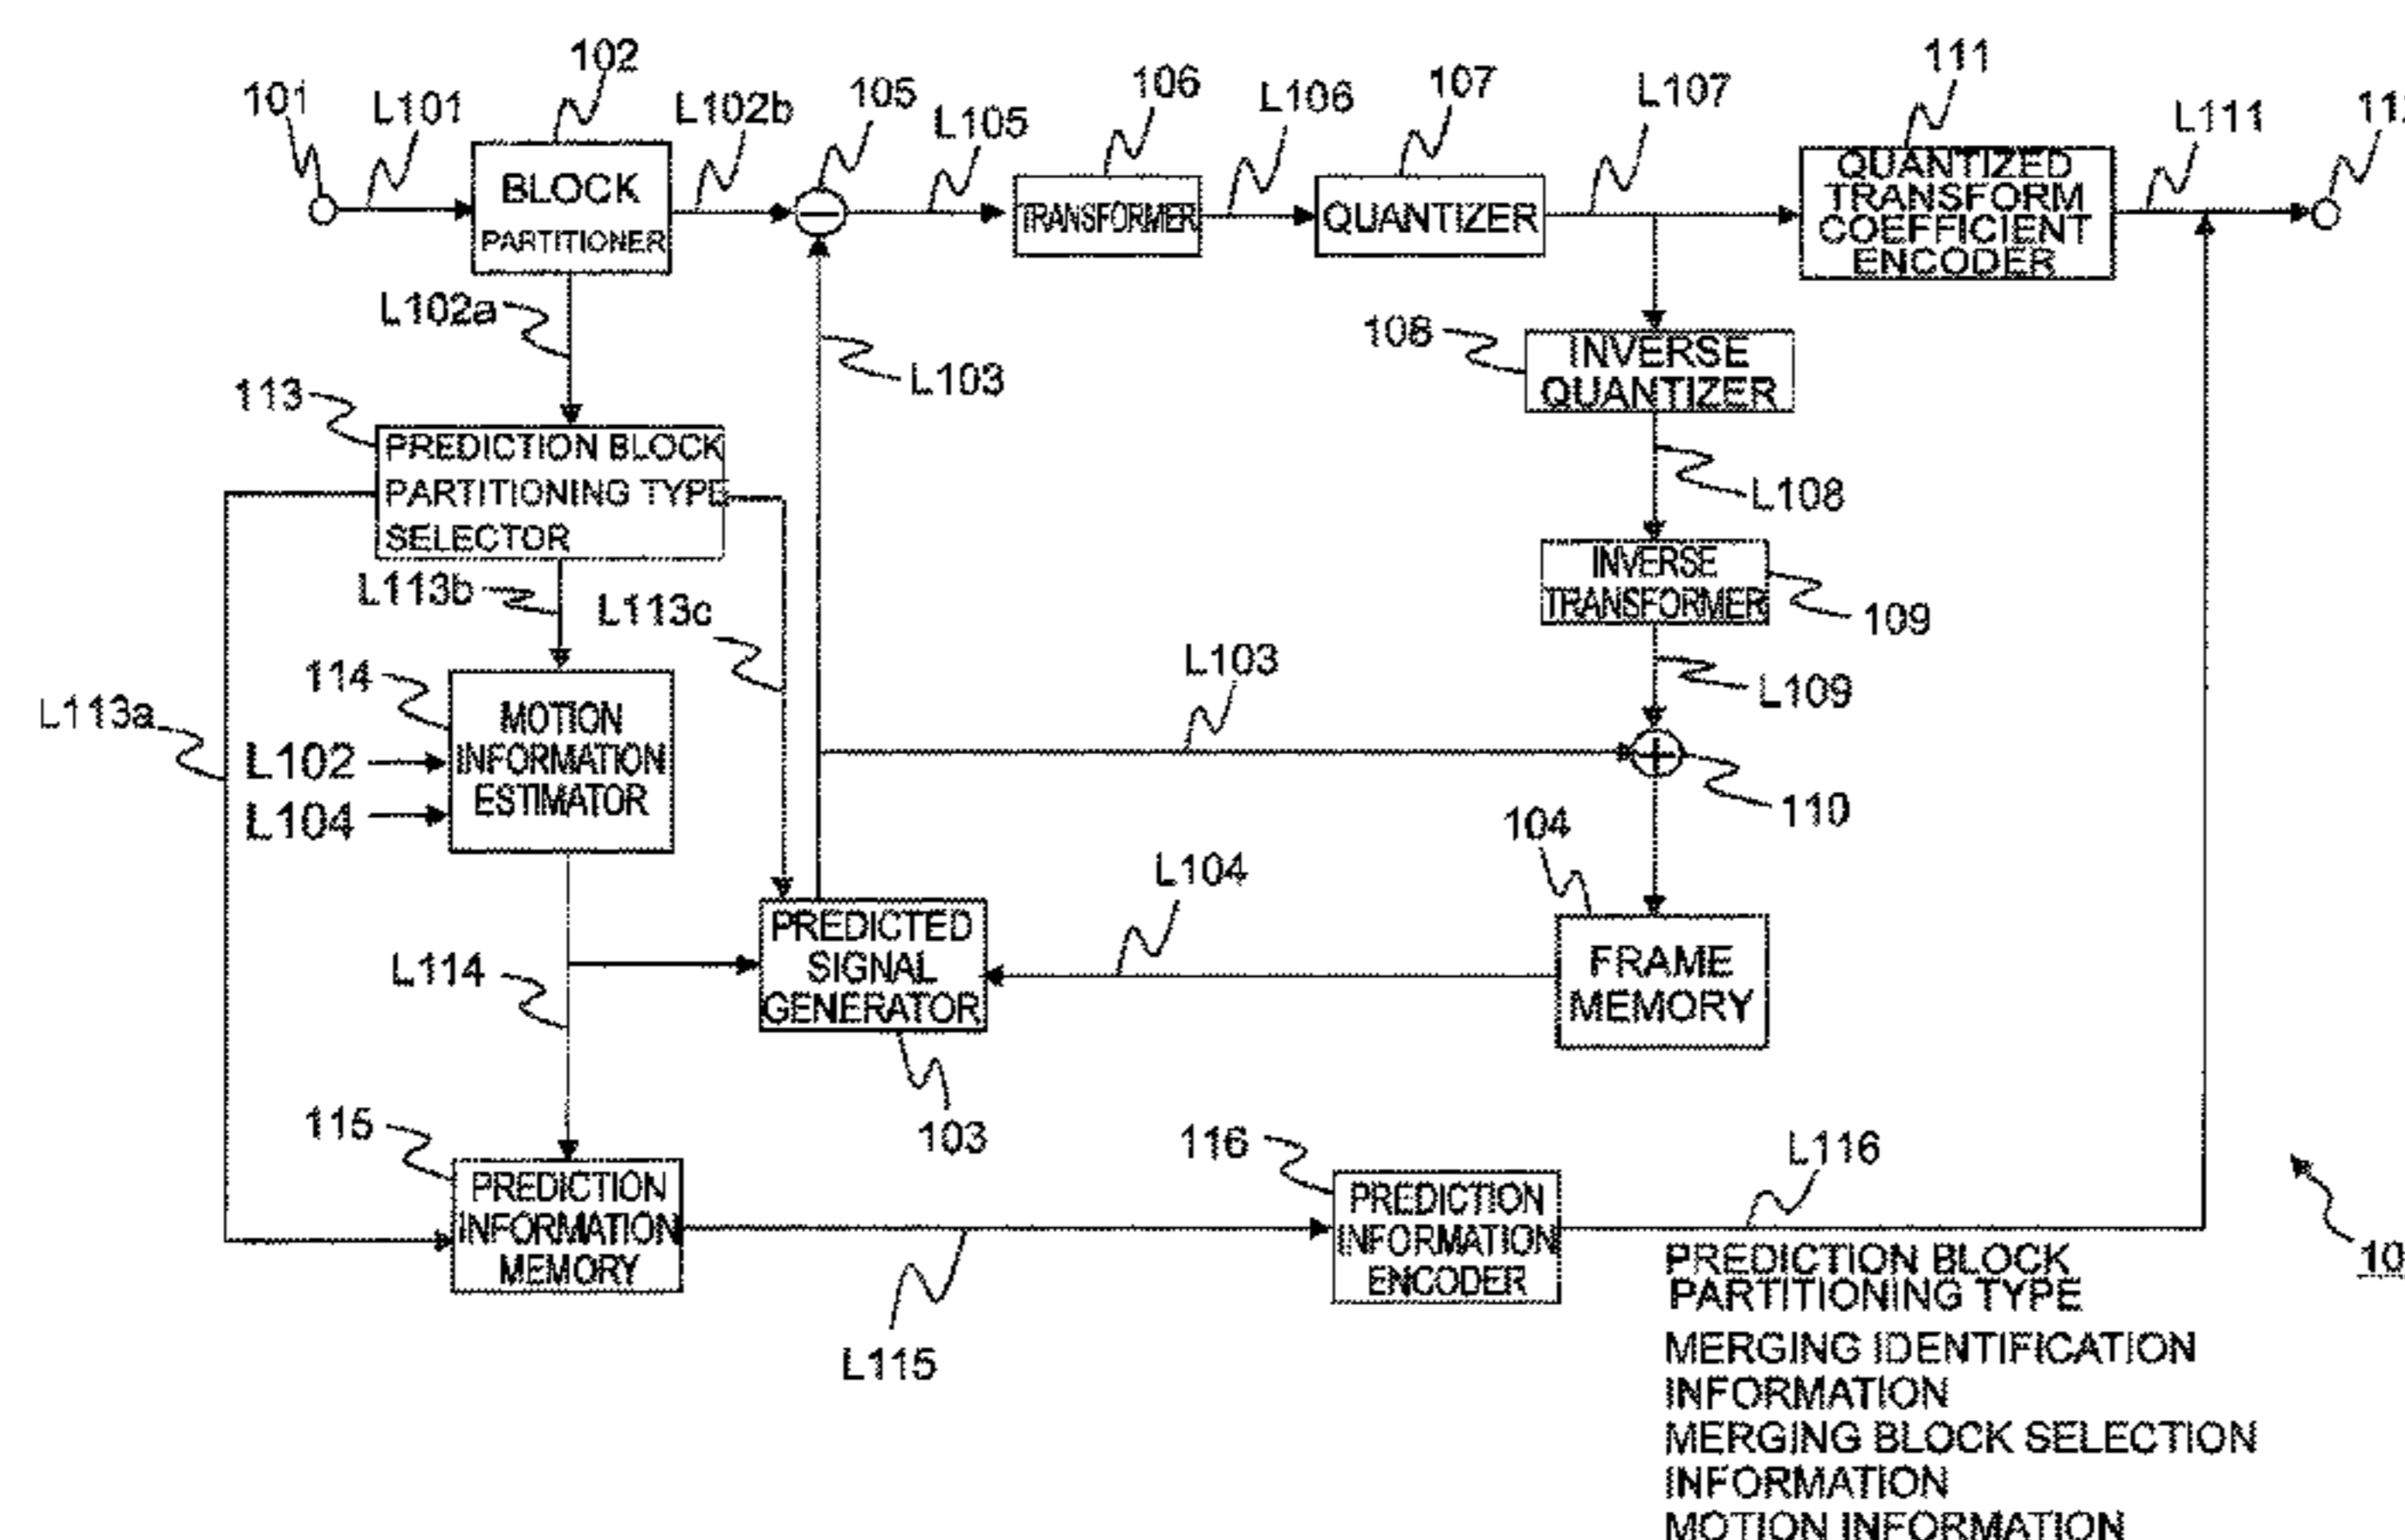 102
101
L101
L102b
105
L105
106
L106
107
L107
111
L111
BLOCK
PARTITIONER
TRANSFORMER
QUANTIZER
QUANTIZED
TRANSFORM
COEFFICIENT
ENCODER
L102a
L103
108
INVERSE
QUANTIZER
113
PREDICTION BLOCK
PARTITIONING TYPE
SELECTOR
L108
INVERSE
TRANSFORMER
109
L113b
L113c
L103
L109
L113a
114
MOTION
INFORMATION
ESTIMATOR
L102
L104
110
104
L104
PREDICTED
SIGNAL
GENERATOR
FRAME
MEMORY
L114
103
115
PREDICTION
INFORMATION
MEMORY
116
PREDICTION
INFORMATION
ENCODER
L116
L115
PREDICTION BLOCK
PARTITIONING TYPE
MERGING IDENTIFICATION
INFORMATION
MERGING BLOCK SELECTION
INFORMATION
MOTION INFORMATION